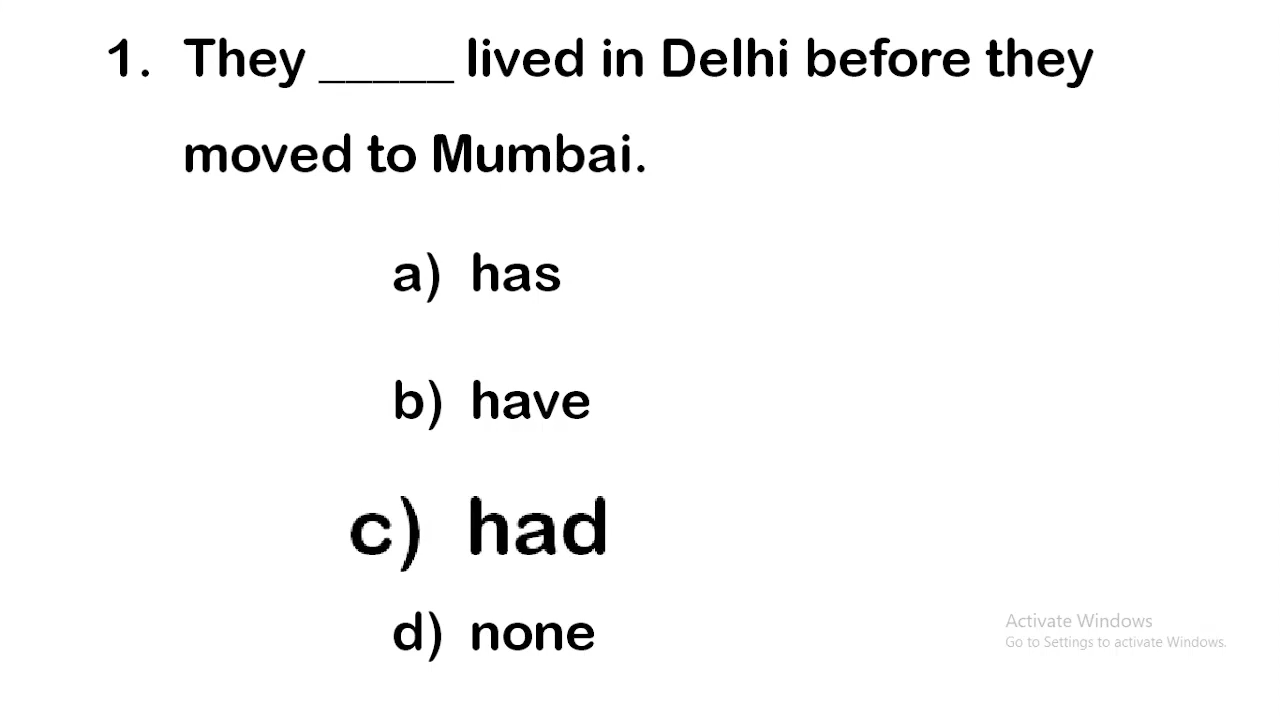 1. They _____ lived in Delhi before they
moved to Mumbai.
a) has
b) have
c) had
d) none
Activate Windows
Go to Settings to activate Windows.